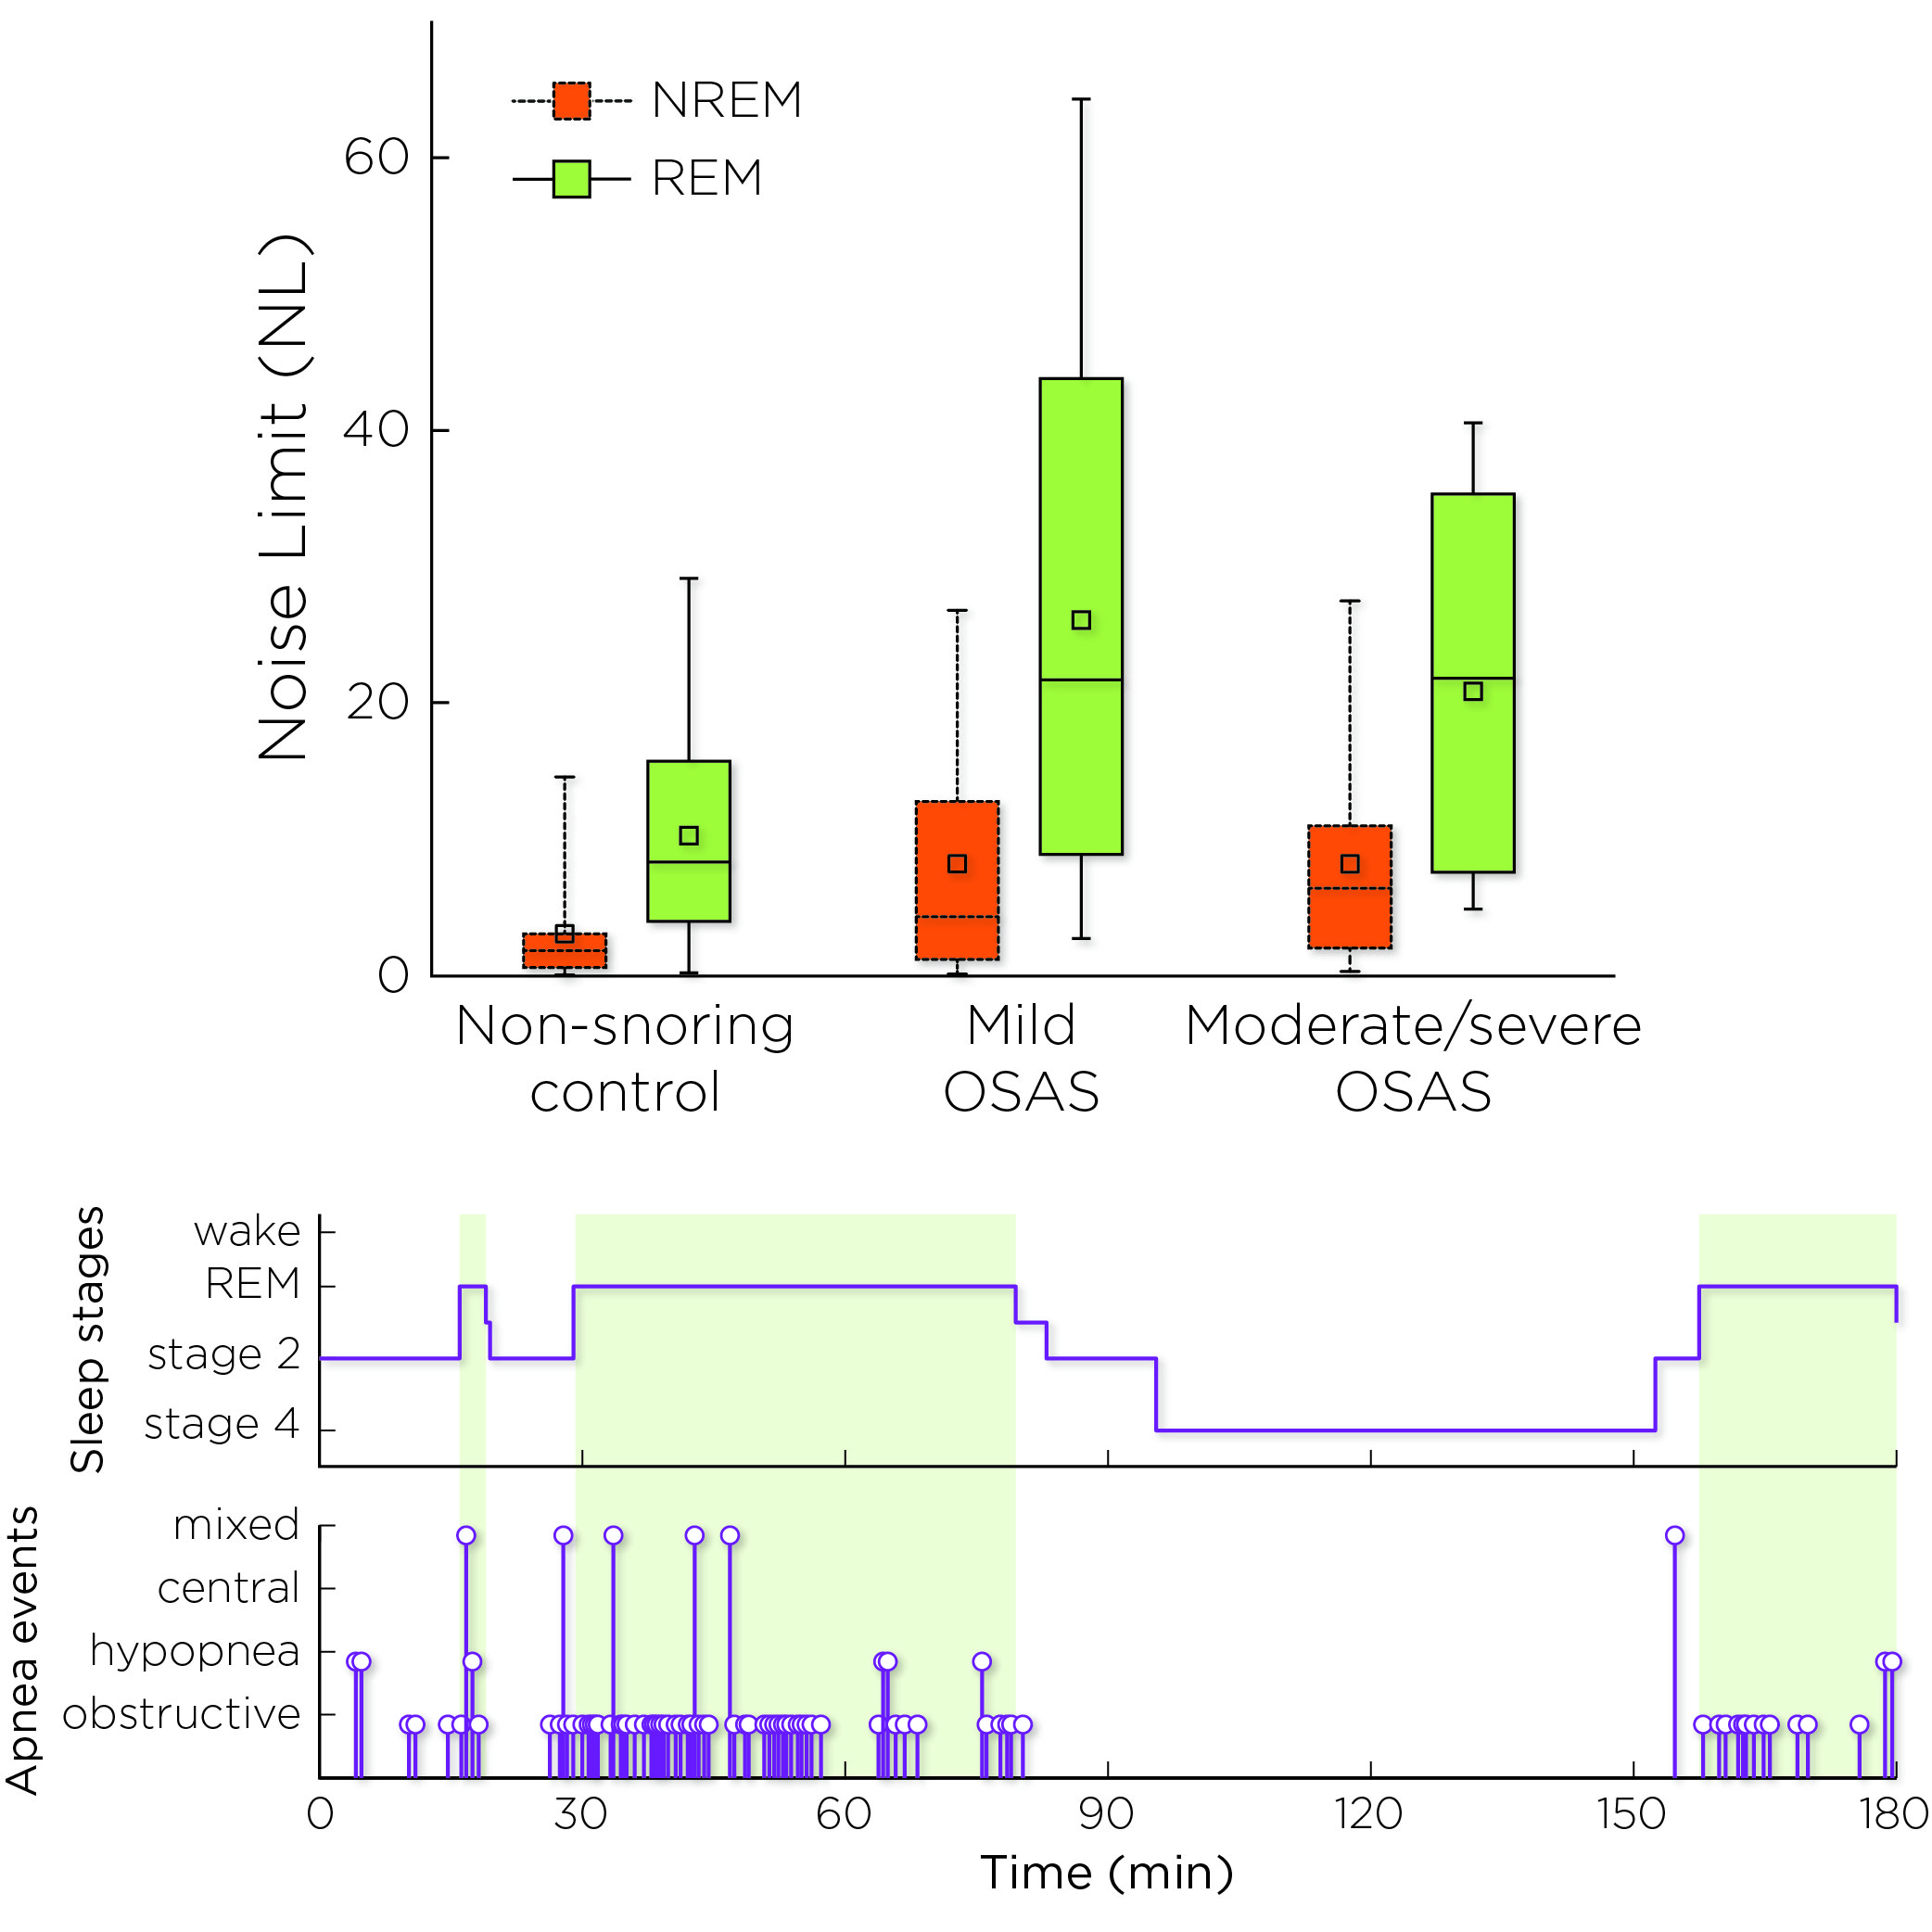 NREM
REM
60
40
20
0
Noise Limit (NL)
Non-snoring
control
Mild
OSAS
Moderate/severe
OSAS
Sleep stages
wake
REM
stage 2
stage 4
Apnea events
mixed
central
hypopnea
obstructive
0 30 60 90 120 150 180
Time (min)